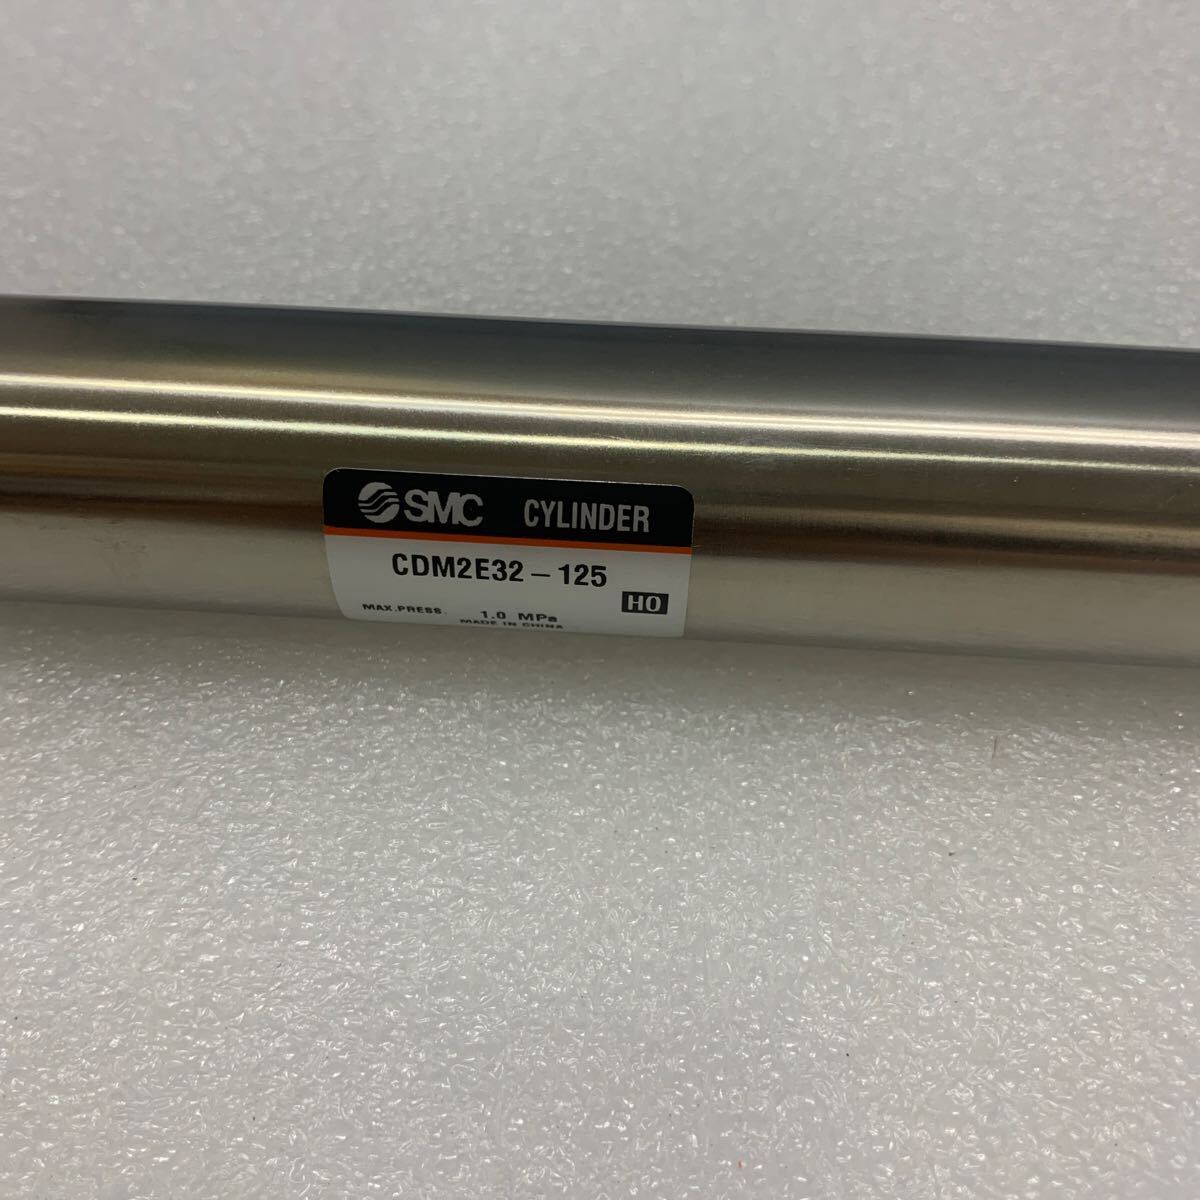 SMC CYLINDER
CDM2E32-125
HO
MAX.PRESS. 1.0 MPa
MADE IN CHINA